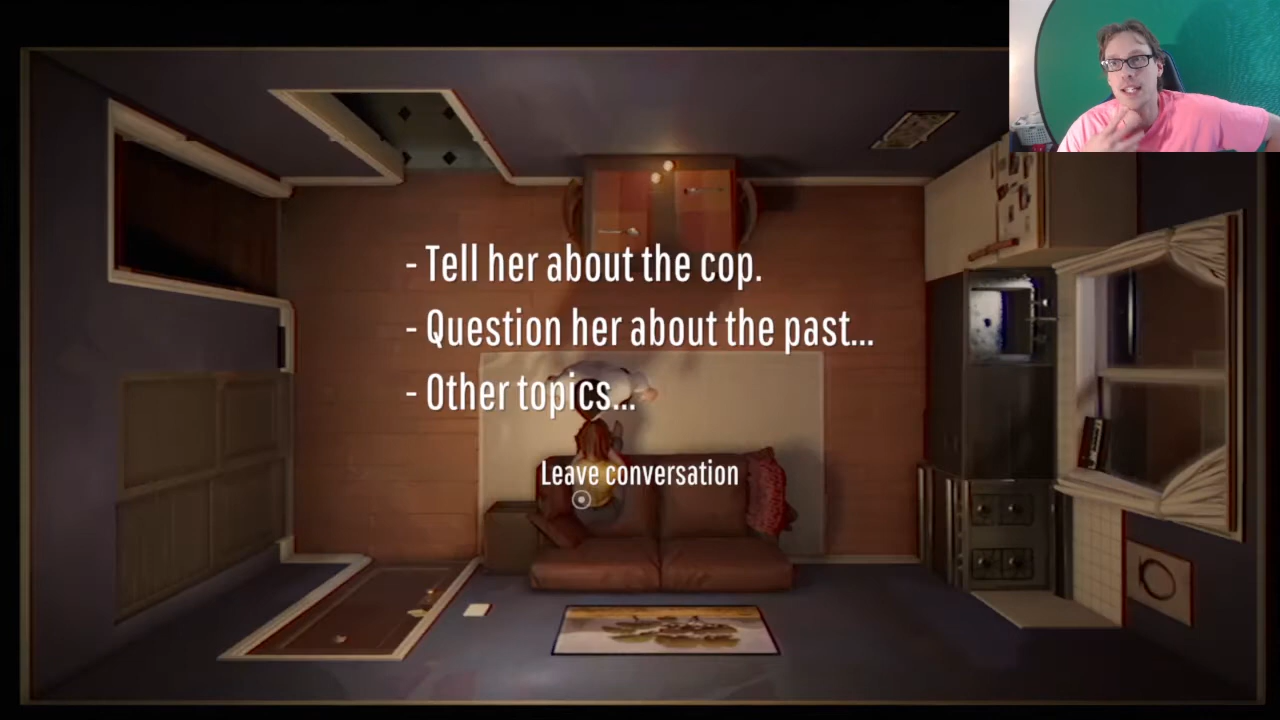 - Tell her about the cop.
- Question her about the past...
- Other topics...
Leave conversation